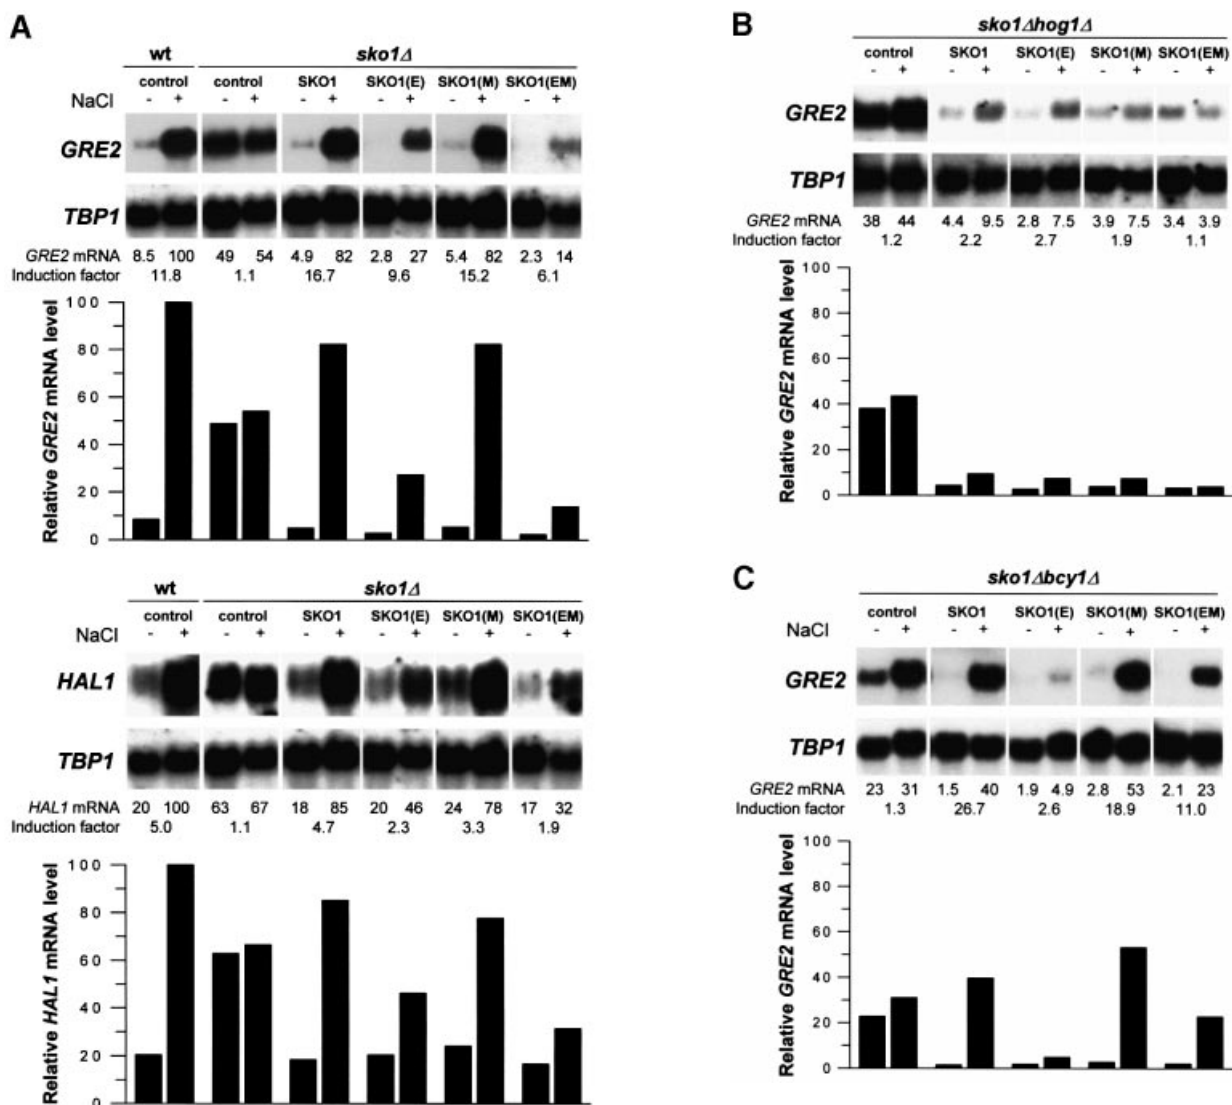 A
wt sko1Δ
control control SKO1 SKO1(E) SKO1(M) SKO1(EM)
NaCl - + - + - + - + - + - +
GRE2
TBP1
GRE2 mRNA 8.5 100 49 54 4.9 82 2.8 27 5.4 82 2.3 14
Induction factor 11.8 1.1 16.7 9.6 15.2 6.1
Relative GRE2 mRNA level
100
80
60
40
20
0
wt sko1Δ
control control SKO1 SKO1(E) SKO1(M) SKO1(EM)
NaCl - + - + - + - + - + - +
HAL1
TBP1
HAL1 mRNA 20 100 63 67 18 85 20 46 24 78 17 32
Induction factor 5.0 1.1 4.7 2.3 3.3 1.9
Relative HAL1 mRNA level
100
80
60
40
20
0
B
sko1Δhog1Δ
control SKO1 SKO1(E) SKO1(M) SKO1(EM)
- + - + - + - + - +
GRE2
TBP1
GRE2 mRNA 38 44 4.4 9.5 2.8 7.5 3.9 7.5 3.4 3.9
Induction factor 1.2 2.2 2.7 1.9 1.1
Relative GRE2 mRNA level
100
80
60
40
20
0
C
sko1Δbcy1Δ
control SKO1 SKO1(E) SKO1(M) SKO1(EM)
NaCl - + - + - + - + - +
GRE2
TBP1
GRE2 mRNA 23 31 1.5 40 1.9 4.9 2.8 53 2.1 23
Induction factor 1.3 26.7 2.6 18.9 11.0
Relative GRE2 mRNA level
100
80
60
40
20
0